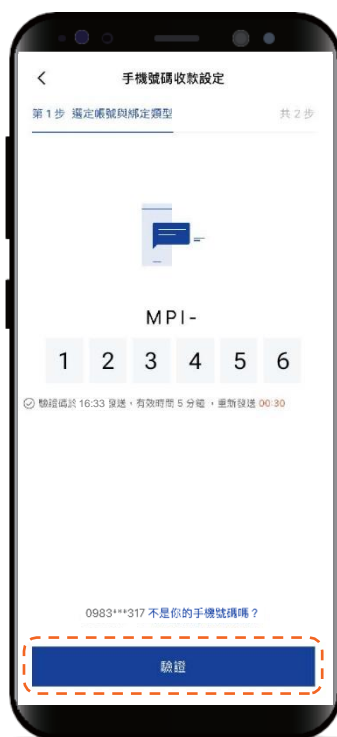 手機號碼收款設定
第 1 步 選定帳號與綁定類型 共 2 步
MPI-
1 2 3 4 5 6
驗證碼於 16:33 發送，有效時間 5 分鐘，重新發送 00:30
0983***317 不是你的手機號碼嗎？
驗證